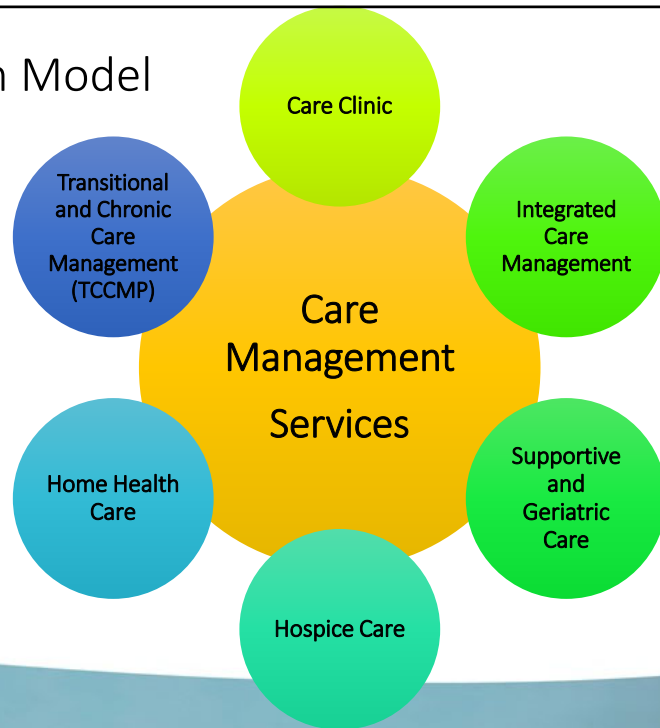 Model
Care Clinic
Transitional
and Chronic
Care
Management
(TCCMP)
Integrated
Care
Management
Care
Management
Services
Home Health
Care
Supportive
and
Geriatric
Care
Hospice Care